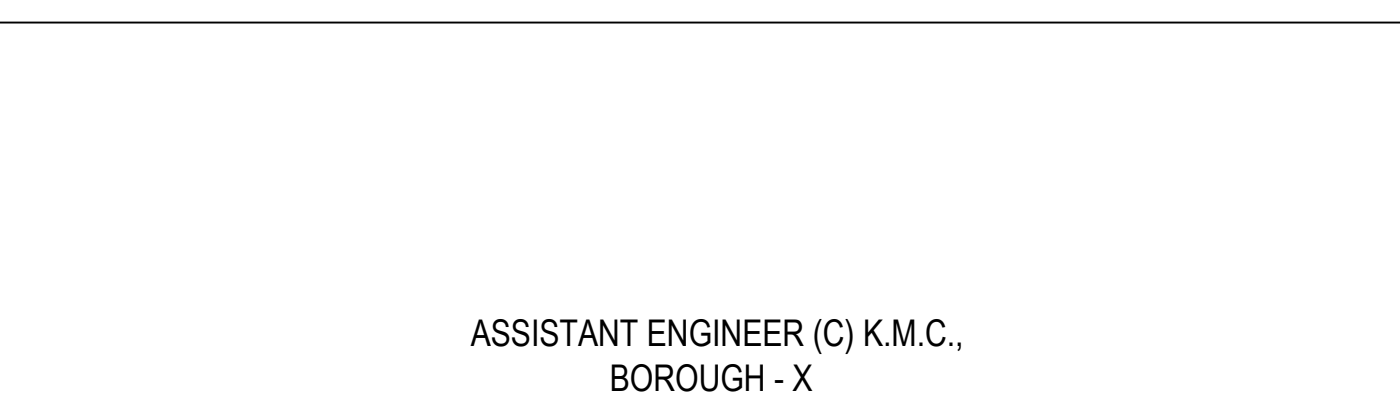 ASSISTANT ENGINEER (C) K.M.C.,
BOROUGH - X